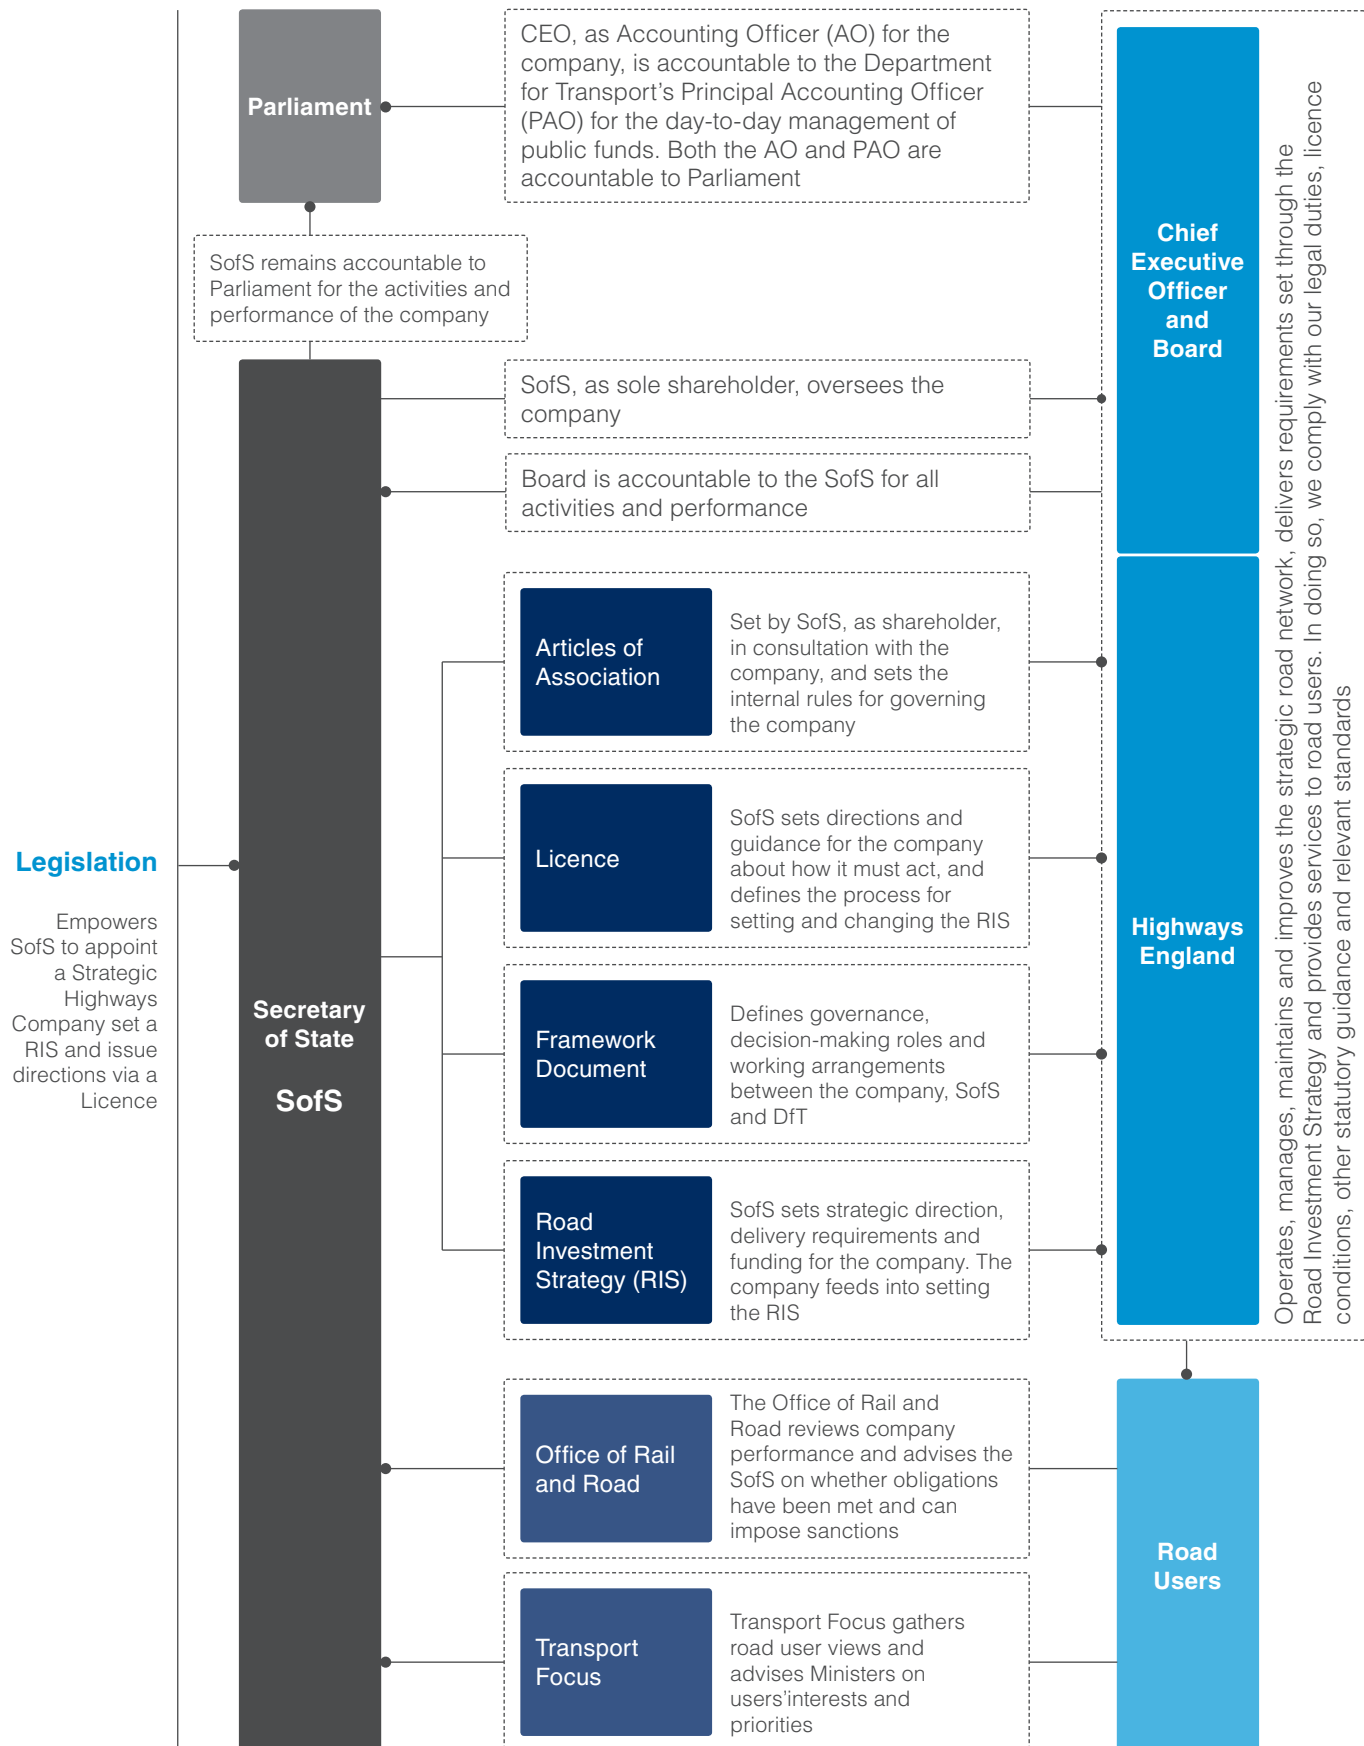 Parliament
CEO, as Accounting Officer (AO) for the
company, is accountable to the Department
for Transport's Principal Accounting Officer
(PAO) for the day-to-day management of
public funds. Both the AO and PAO are
accountable to Parliament
SofS remains accountable to
Parliament for the activities and
performance of the company
SofS, as sole shareholder, oversees the
company
Board is accountable to the SofS for all
activities and performance
Chief
Executive
Officer
and
Board
Legislation
Empowers
SofS to appoint
a Strategic
Highways
Company set a
RIS and issue
directions via a
Licence
Secretary
of State
SofS
Articles of
Association
Set by SofS, as shareholder,
in consultation with the
company, and sets the
internal rules for governing
the company
Licence
SofS sets directions and
guidance for the company
about how it must act, and
defines the process for
setting and changing the RIS
Framework
Document
Defines governance,
decision-making roles and
working arrangements
between the company, SofS
and DfT
Road
Investment
Strategy (RIS)
SofS sets strategic direction,
delivery requirements and
funding for the company. The
company feeds into setting
the RIS
Highways
England
Operates, manages, maintains and improves the strategic road network, delivers requirements set through the
Road Investment Strategy and provides services to road users. In doing so, we comply with our legal duties, licence
conditions, other statutory guidance and relevant standards
Office of Rail
and Road
The Office of Rail and
Road reviews company
performance and advises the
SofS on whether obligations
have been met and can
impose sanctions
Transport
Focus
Transport Focus gathers
road user views and
advises Ministers on
users'interests and
priorities
Road
Users